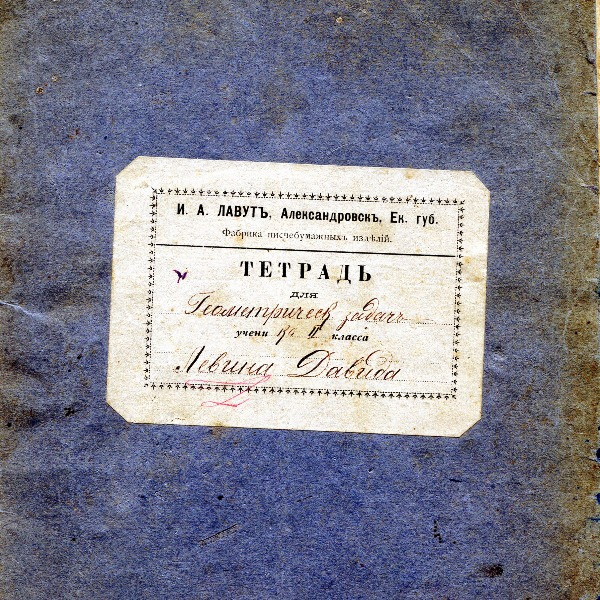 И. А. ЛАВУТЪ, Александровскъ, Ек. губ.
Фабрика писчебумажныхъ издѣлій.
ТЕТРАДЬ
для
Геометрическ задачъ
учени ка II класса
Левина Давида